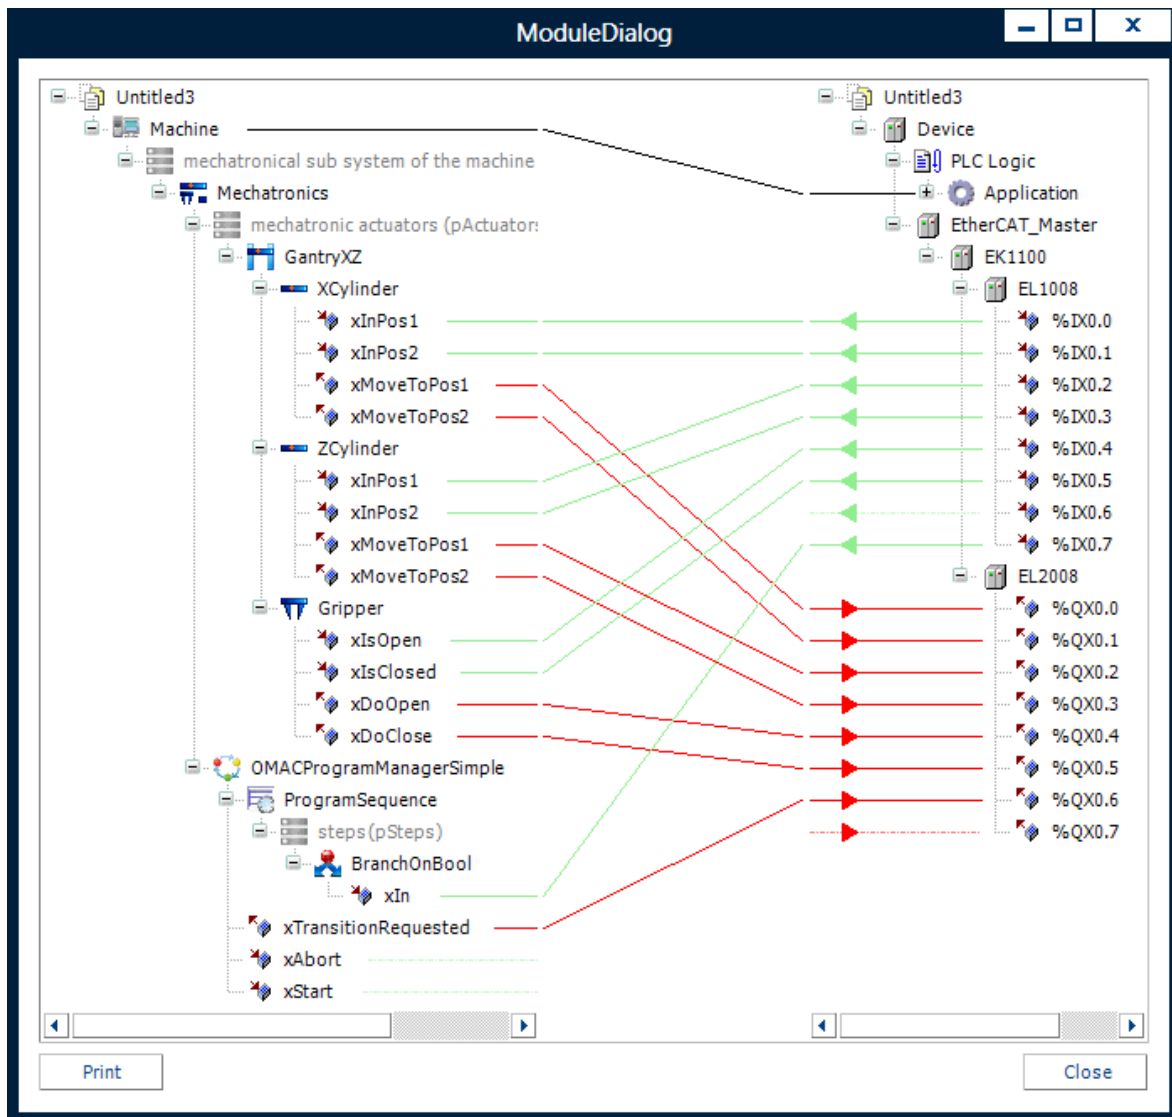 ModuleDialog
Untitled3
Machine
mechatronical sub system of the machine
Mechatronics
mechatronic actuators (pActuators
GantryXZ
XCylinder
xInPos1
xInPos2
xMoveToPos1
xMoveToPos2
ZCylinder
xInPos1
xInPos2
xMoveToPos1
xMoveToPos2
Gripper
xIsOpen
xIsClosed
xDoOpen
xDoClose
OMACProgramManagerSimple
ProgramSequence
steps(pSteps)
BranchOnBool
xIn
xTransitionRequested
xAbort
xStart
Untitled3
Device
PLC Logic
Application
EtherCAT_Master
EK1100
EL1008
%IX0.0
%IX0.1
%IX0.2
%IX0.3
%IX0.4
%IX0.5
%IX0.6
%IX0.7
EL2008
%QX0.0
%QX0.1
%QX0.2
%QX0.3
%QX0.4
%QX0.5
%QX0.6
%QX0.7
Print
Close